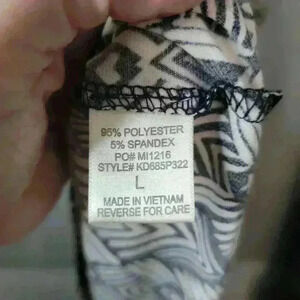 95% POLYESTER
5% SPANDEX
PO# MI1216
STYLE# KD685P322
L
MADE IN VIETNAM
REVERSE FOR CARE